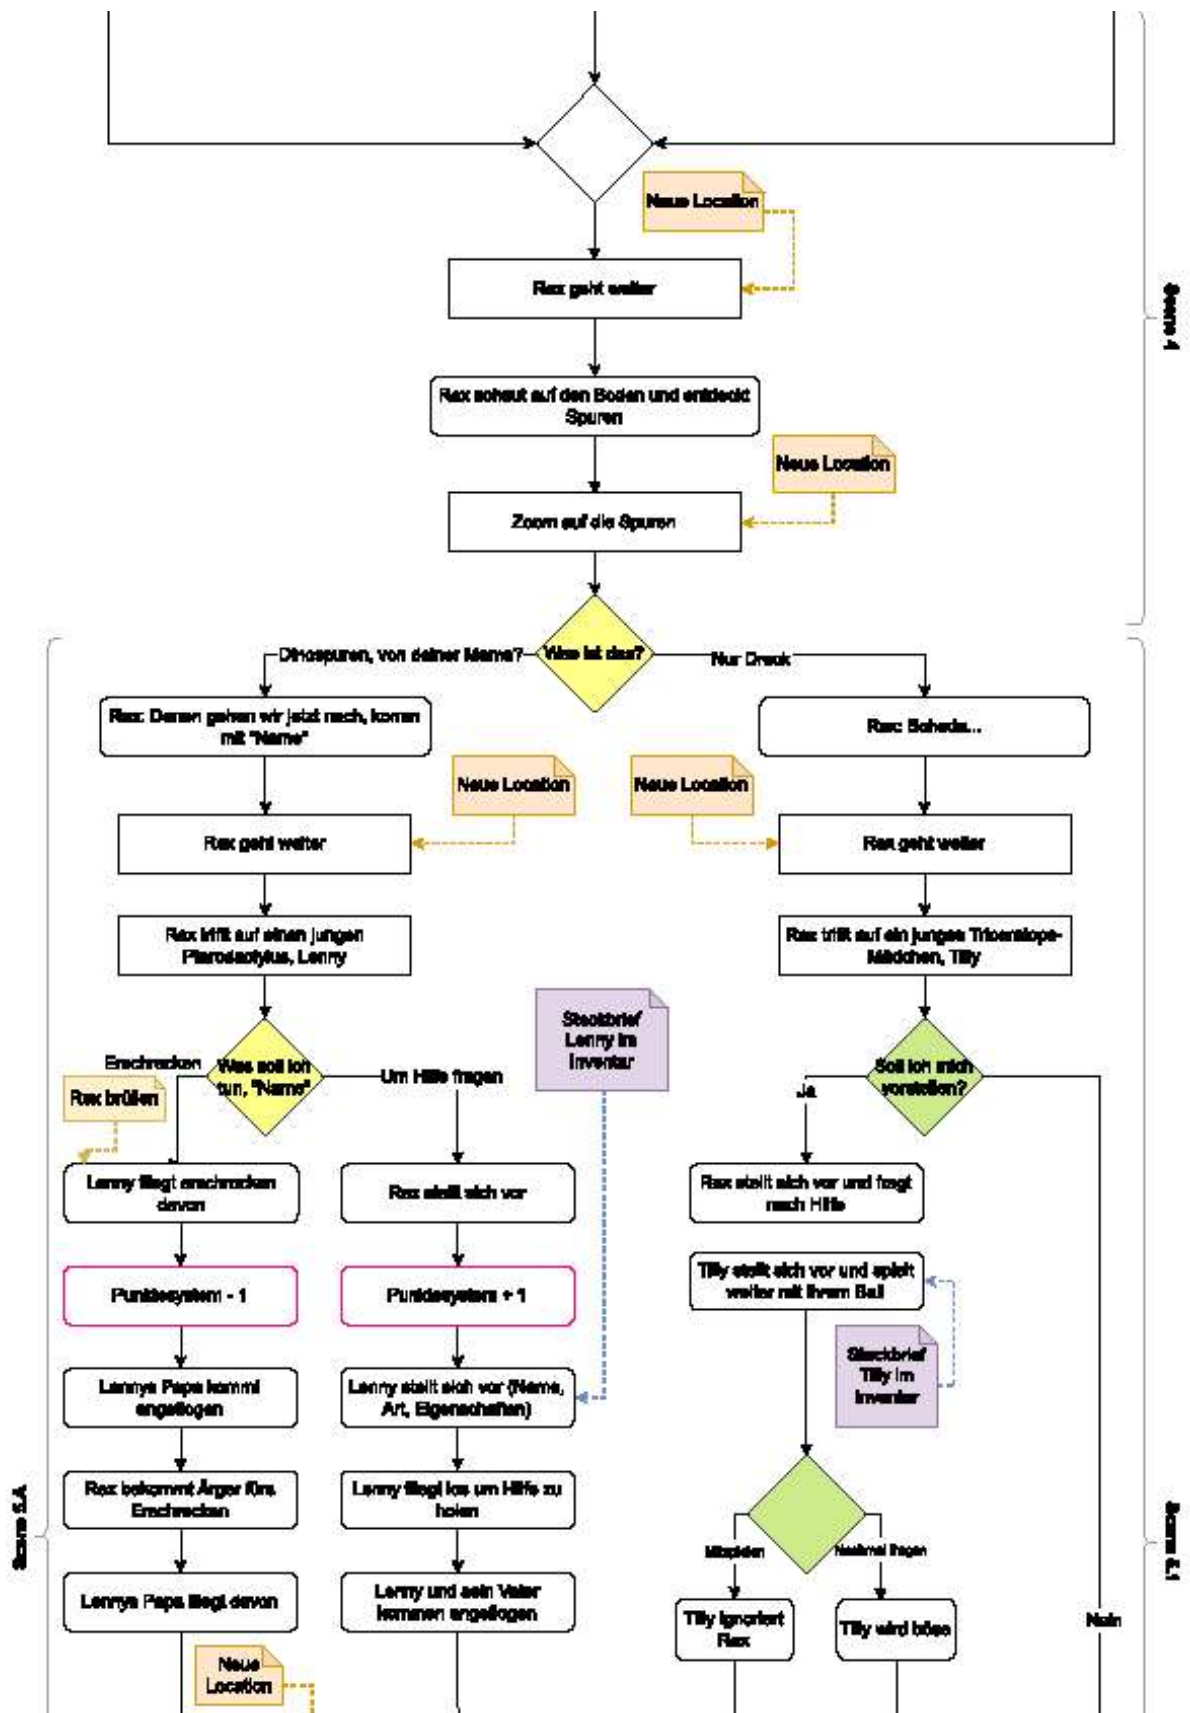 Neue Location
Rex geht weiter
Scene 4
Rex schaut auf den Boden und entdeckt
Spuren
Neue Location
Zoom auf die Spuren
Was ist das?
Dinospuren, von deiner Mama?
Nur Dreck
Rex: Denen gehen wir jetzt nach, komm
mit "Name"
Rex: Schade...
Neue Location
Neue Location
Rex geht weiter
Rex geht weiter
Rex trifft auf einen jungen
Pterodactylus, Lenny
Rex trifft auf ein junges Triceratops-
Mädchen, Tilly
Steckbrief
Lenny im
Inventar
Erschrecken
Was soll ich
tun, "Name"
Um Hilfe fragen
Soll ich mich
vorstellen?
Ja
Rex brüllen
Lenny fliegt erschrocken
davon
Rex stellt sich vor
Rex stellt sich vor und fragt
nach Hilfe
Punktesystem - 1
Punktesystem + 1
Tilly stellt sich vor und spielt
weiter mit ihrem Ball
Steckbrief
Tilly im
Inventar
Lennys Papa kommt
angeflogen
Lenny stellt sich vor (Name,
Art, Eigenschaften)
Rex bekommt Ärger fürs
Erschrecken
Lenny fliegt los um Hilfe zu
holen
Scene 5.A
Mitspielen
Nochmal fragen
Lennys Papa fliegt davon
Lenny und sein Vater
kommen angeflogen
Tilly ignoriert
Rex
Tilly wird böse
Nein
Neue
Location